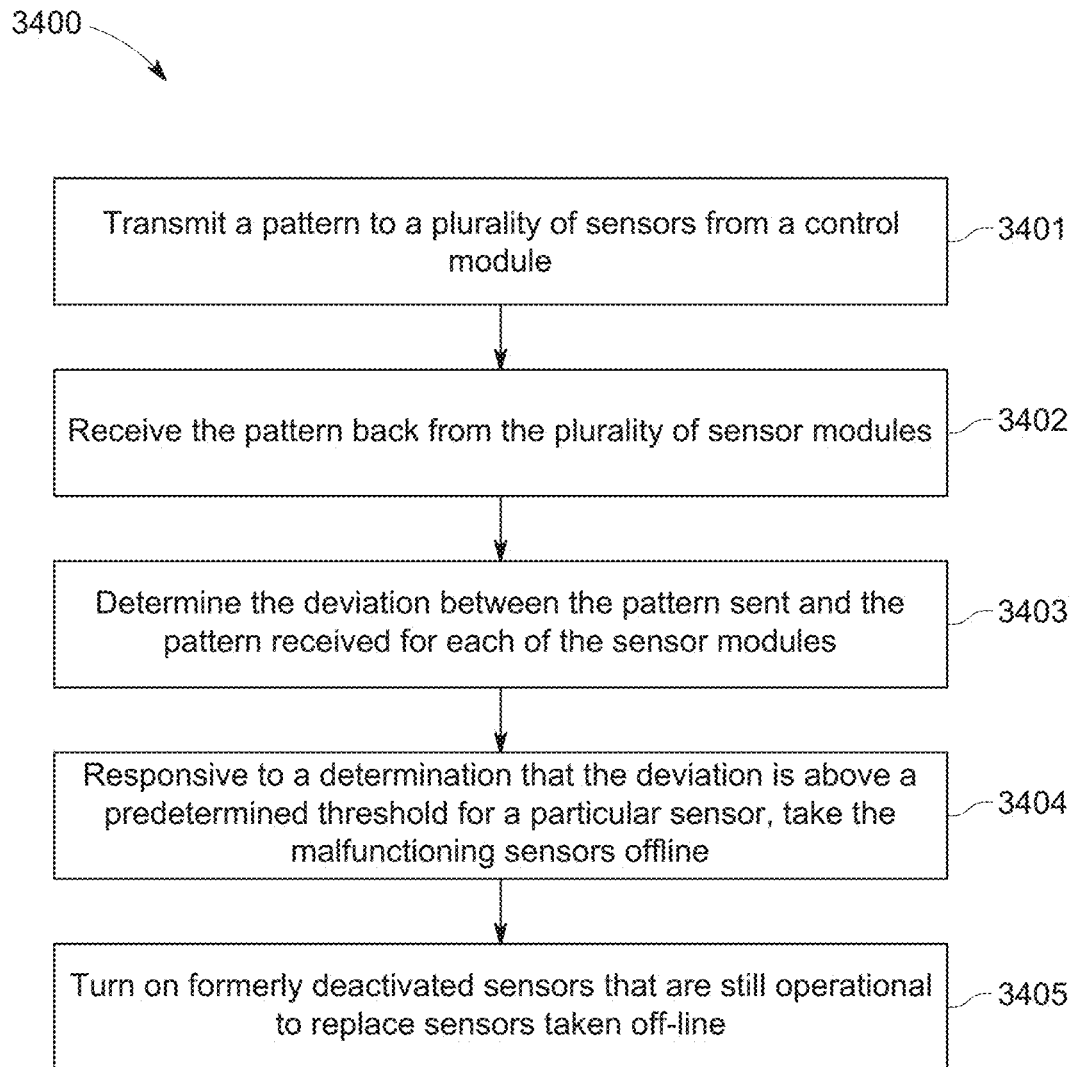 3400
Transmit a pattern to a plurality of sensors from a control
module
3401
Receive the pattern back from the plurality of sensor modules
3402
Determine the deviation between the pattern sent and the
pattern received for each of the sensor modules
3403
Responsive to a determination that the deviation is above a
predetermined threshold for a particular sensor, take the
malfunctioning sensors offline
3404
Turn on formerly deactivated sensors that are still operational
to replace sensors taken off-line
3405